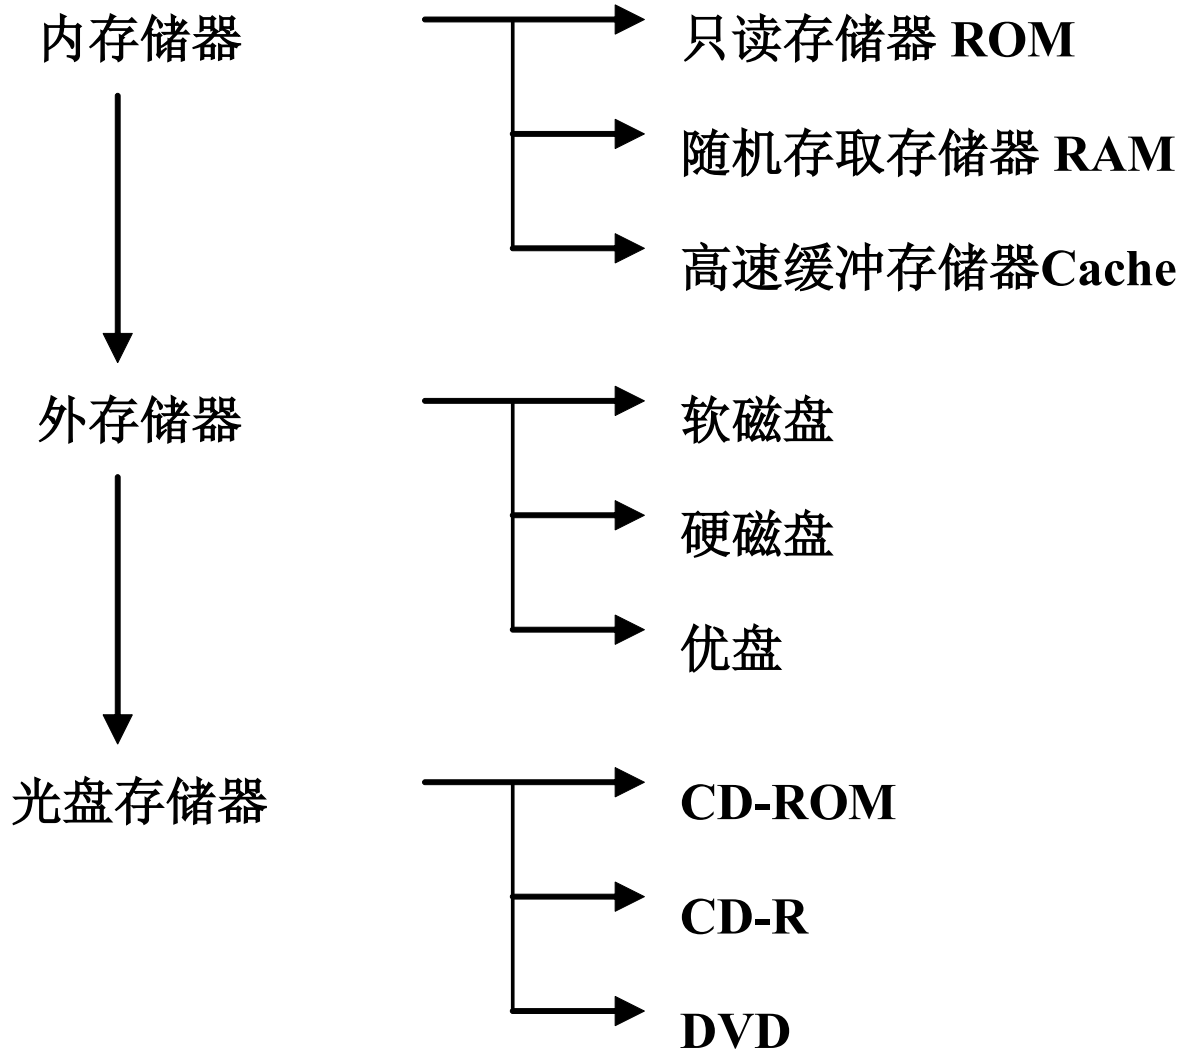 内存储器
只读存储器 ROM
随机存取存储器 RAM
高速缓冲存储器Cache
外存储器
软磁盘
硬磁盘
优盘
光盘存储器
CD-ROM
CD-R
DVD